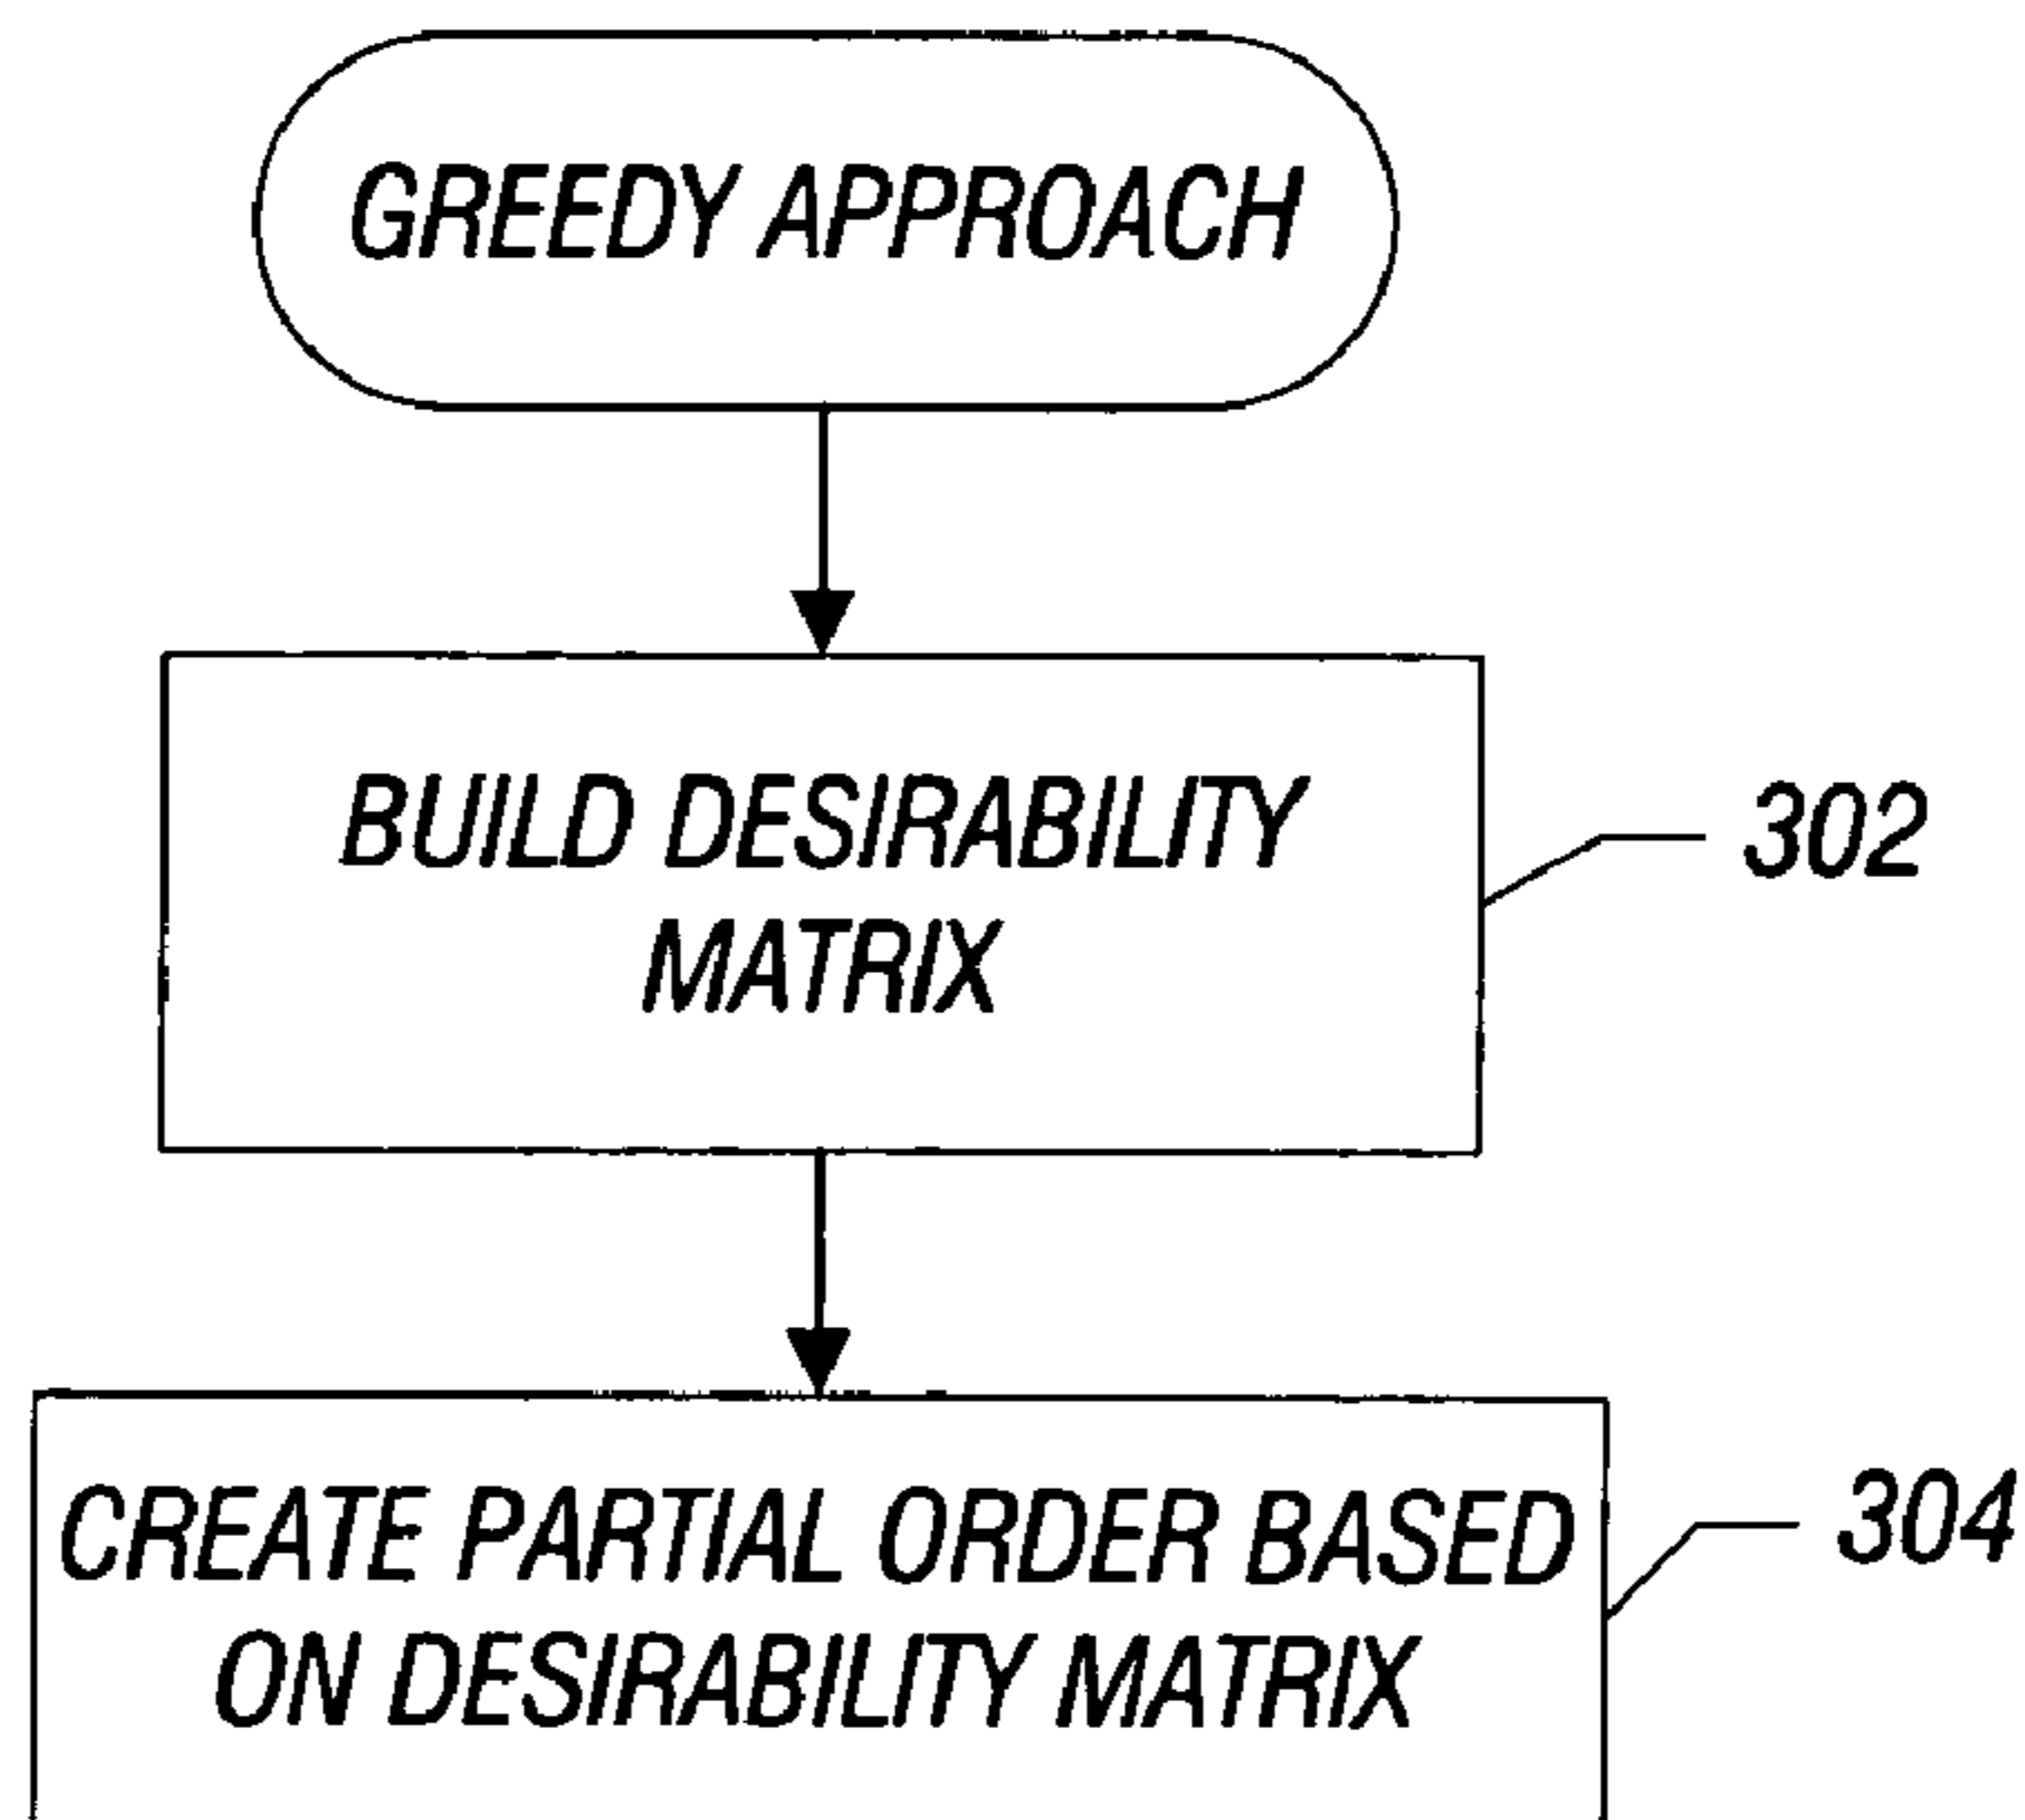 GREEDY APPROACH
BUILD DESIRABILITY
MATRIX
302
CREATE PARTIAL ORDER BASED
ON DESIRABILITY MATRIX
304